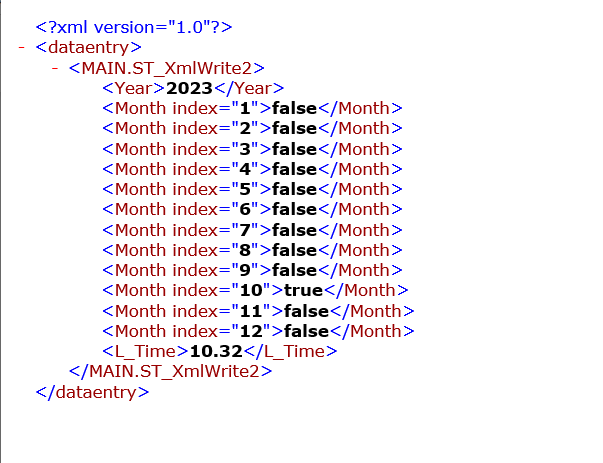 <?xml version="1.0"?>
- <dataentry>
- <MAIN.ST_XmlWrite2>
<Year>2023</Year>
<Month index="1">false</Month>
<Month index="2">false</Month>
<Month index="3">false</Month>
<Month index="4">false</Month>
<Month index="5">false</Month>
<Month index="6">false</Month>
<Month index="7">false</Month>
<Month index="8">false</Month>
<Month index="9">false</Month>
<Month index="10">true</Month>
<Month index="11">false</Month>
<Month index="12">false</Month>
<L_Time>10.32</L_Time>
</MAIN.ST_XmlWrite2>
</dataentry>